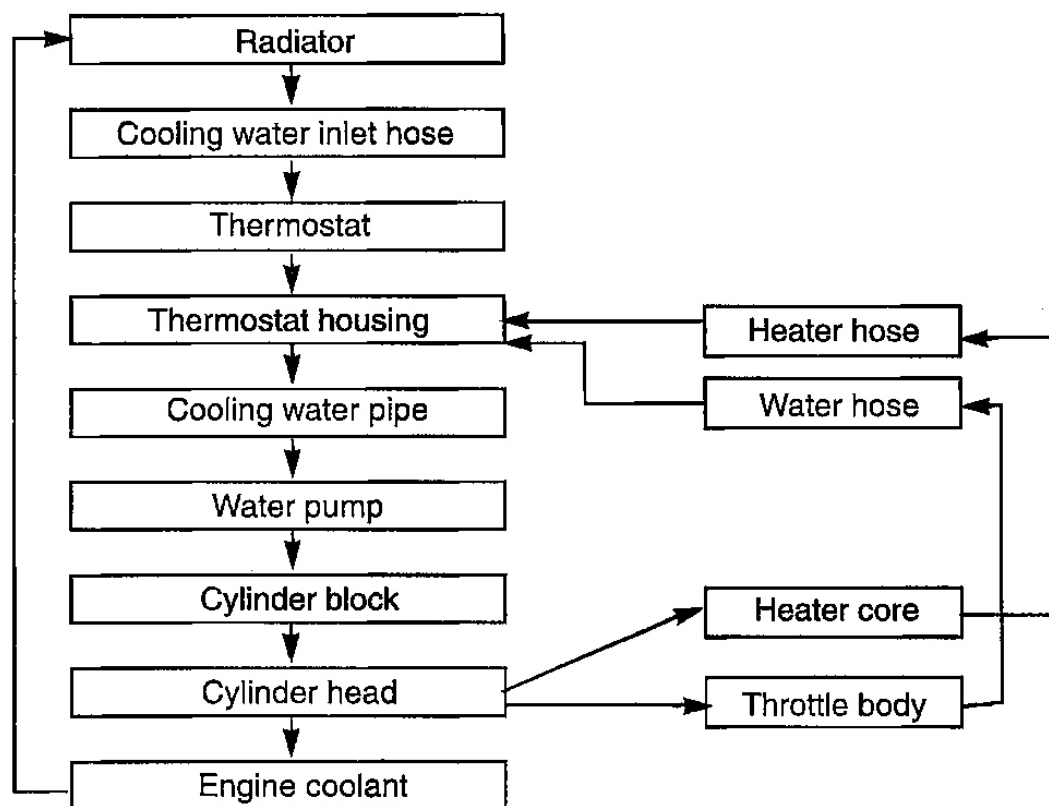 Radiator
Cooling water inlet hose
Thermostat
Thermostat housing
Heater hose
Cooling water pipe
Water hose
Water pump
Cylinder block
Heater core
Cylinder head
Throttle body
Engine coolant